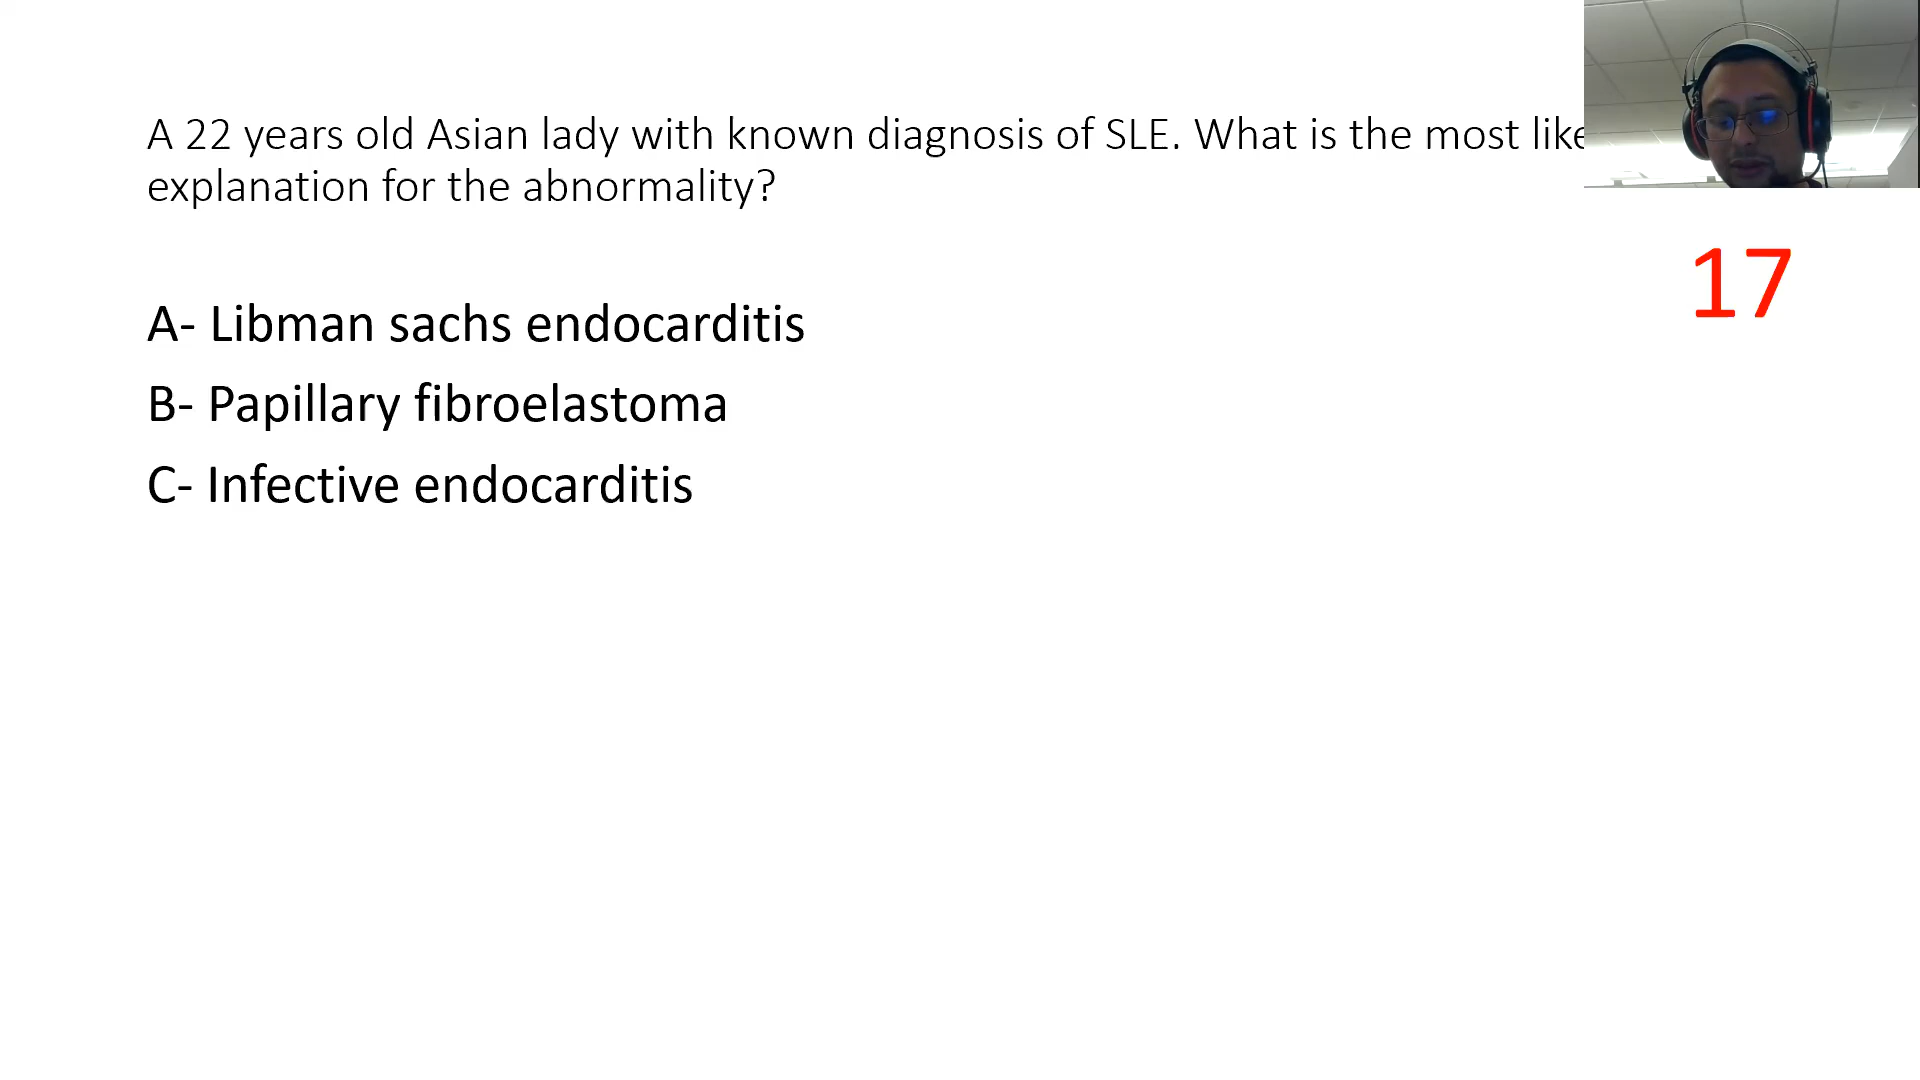 A 22 years old Asian lady with known diagnosis of SLE. What is the most
explanation for the abnormality?
17
A- Libman sachs endocarditis
B- Papillary fibroelastoma
C- Infective endocarditis